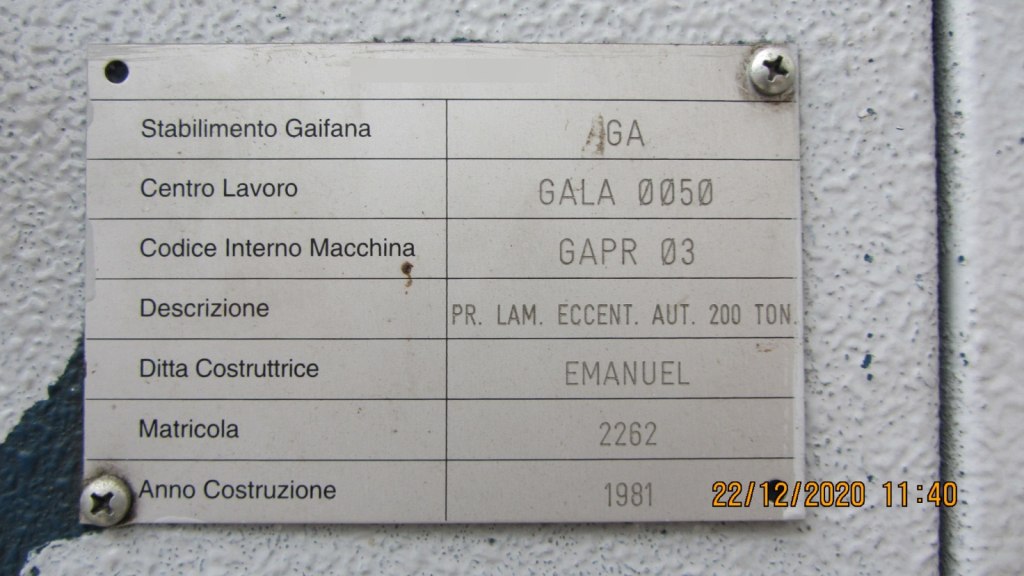 Stabilimento Gaifana AGA
Centro Lavoro GALA 0050
Codice Interno Macchina GAPR 03
Descrizione PR. LAM. ECCENT. AUT. 200 TON.
Ditta Costruttrice EMANUEL
Matricola 2262
Anno Costruzione 1981
22/12/2020 11:40